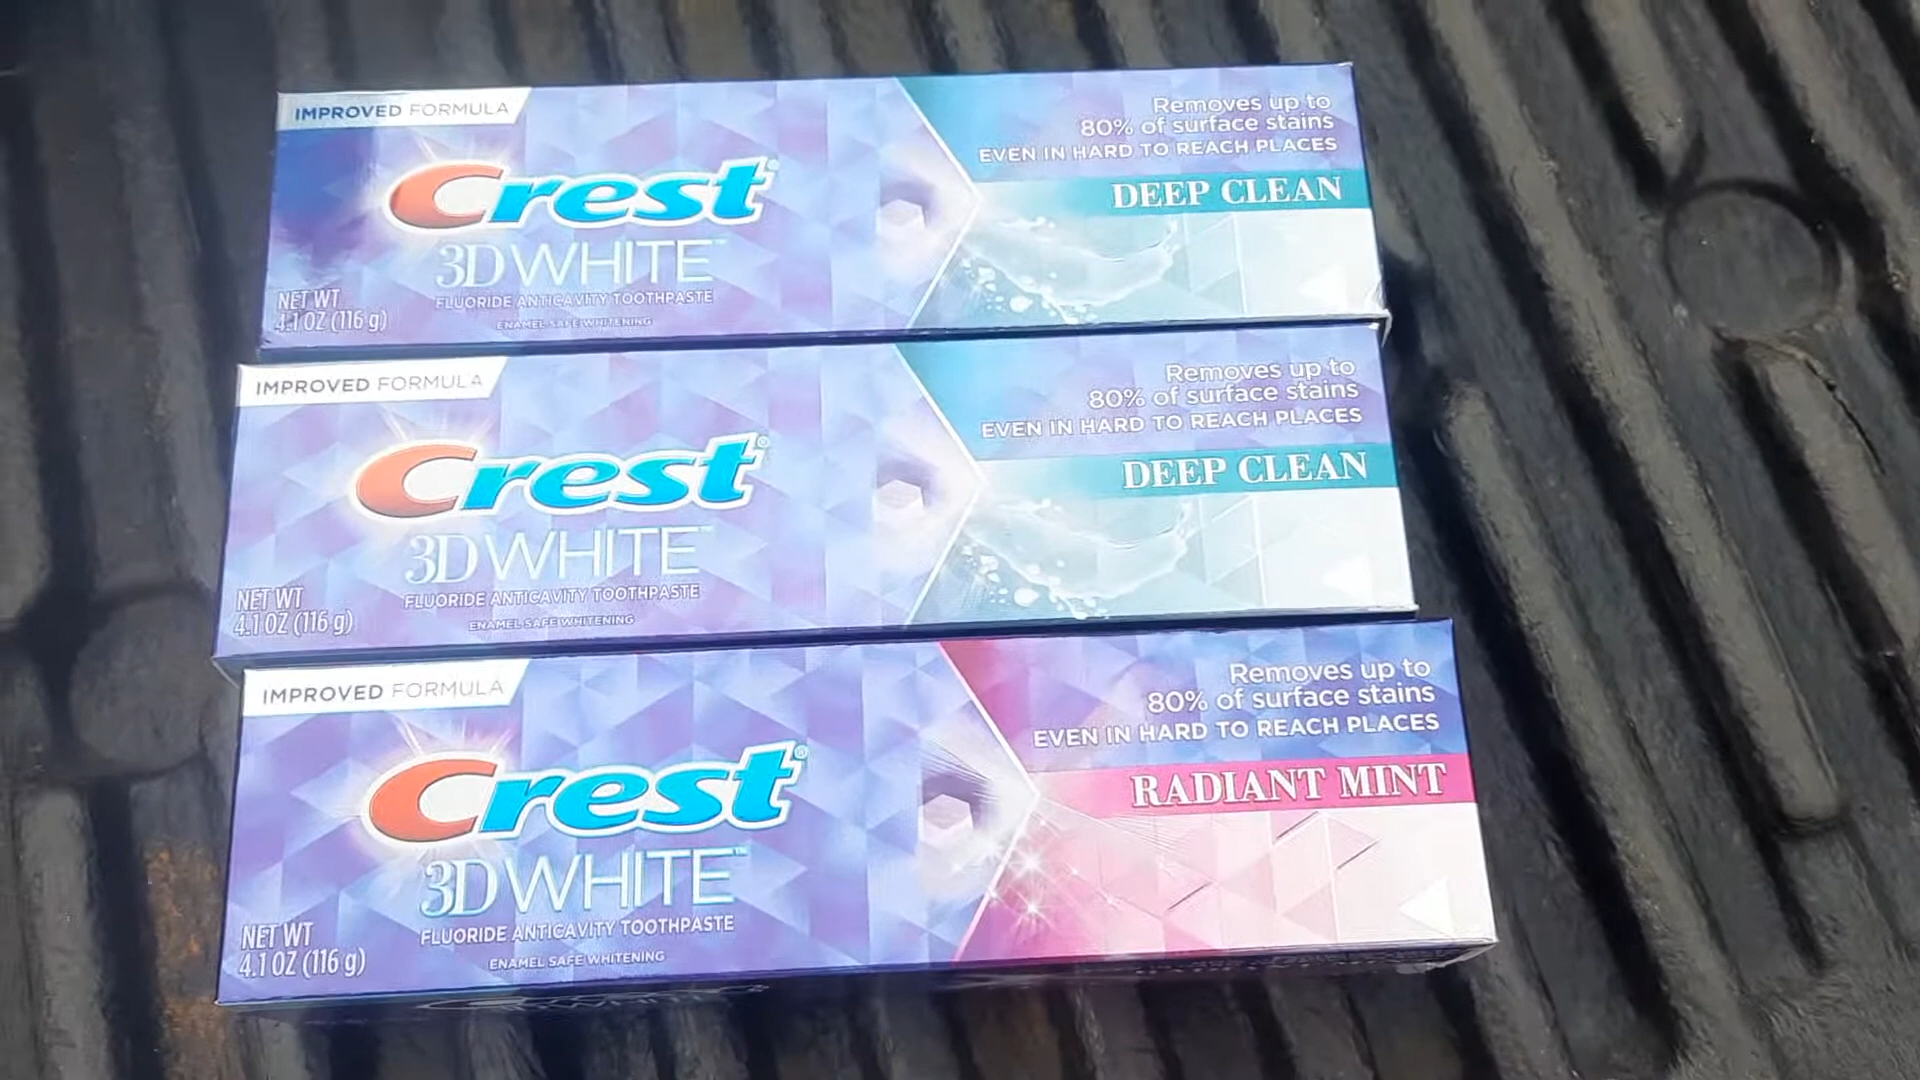 IMPROVED FORMULA
Crest®
3D WHITE™
FLUORIDE ANTICAVITY TOOTHPASTE
ENAMEL SAFE WHITENING
NET WT
4.1 OZ (116 g)
Removes up to
80% of surface stains
EVEN IN HARD TO REACH PLACES
DEEP CLEAN
IMPROVED FORMULA
Crest®
3D WHITE™
FLUORIDE ANTICAVITY TOOTHPASTE
ENAMEL SAFE WHITENING
NET WT
4.1 OZ (116 g)
Removes up to
80% of surface stains
EVEN IN HARD TO REACH PLACES
DEEP CLEAN
IMPROVED FORMULA
Crest®
3D WHITE™
FLUORIDE ANTICAVITY TOOTHPASTE
ENAMEL SAFE WHITENING
NET WT
4.1 OZ (116 g)
Removes up to
80% of surface stains
EVEN IN HARD TO REACH PLACES
RADIANT MINT